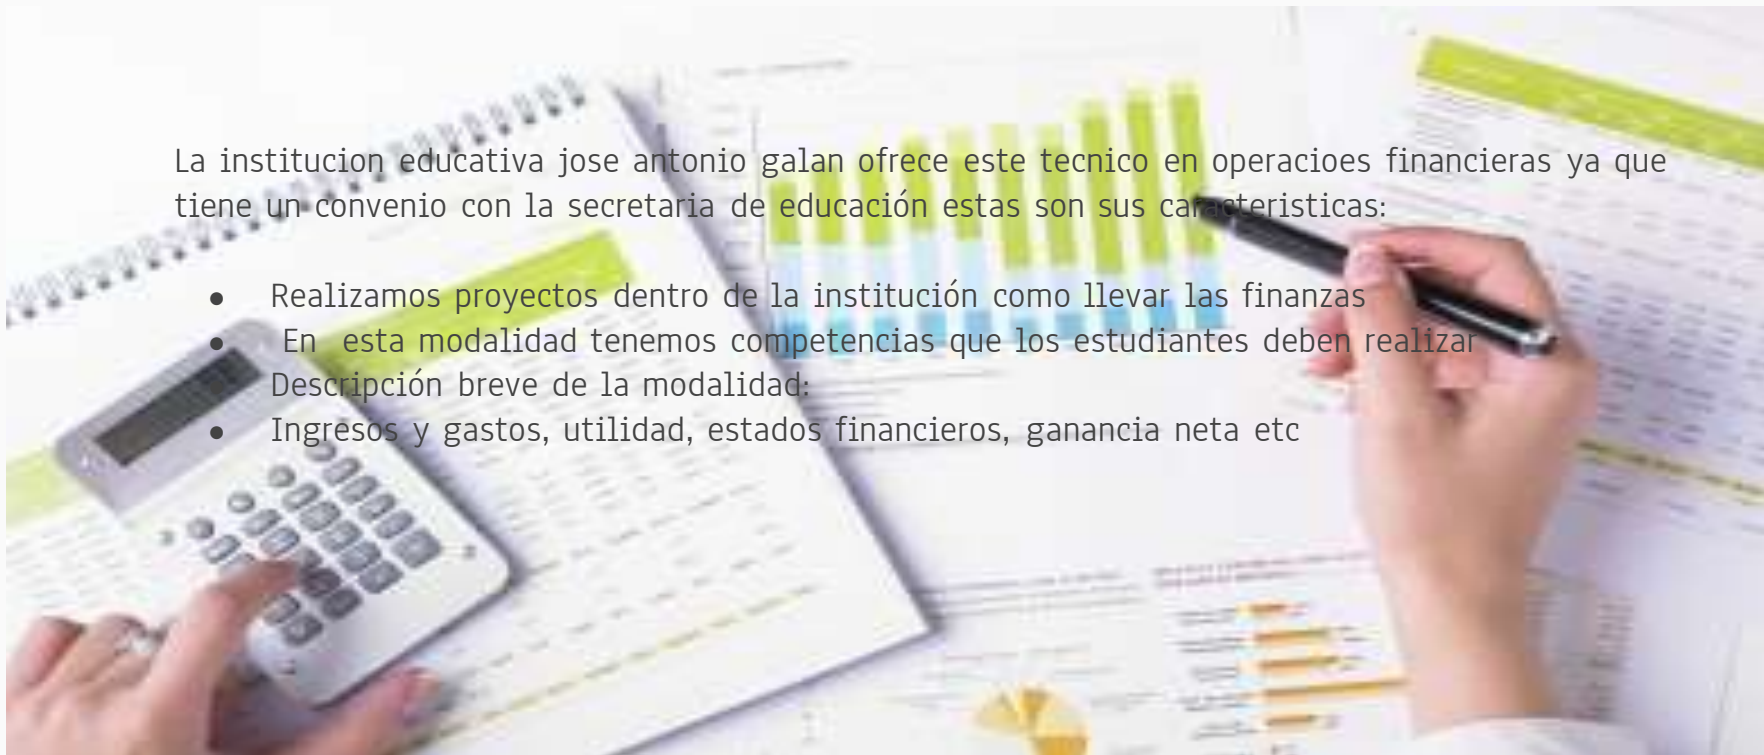 La institucion educativa jose antonio galan ofrece este tecnico en operacioes financieras ya que
tiene un convenio con la secretaria de educación estas son sus caracteristicas:
● Realizamos proyectos dentro de la institución como llevar las finanzas
● En esta modalidad tenemos competencias que los estudiantes deben realizar
Descripción breve de la modalidad:
● Ingresos y gastos, utilidad, estados financieros, ganancia neta etc